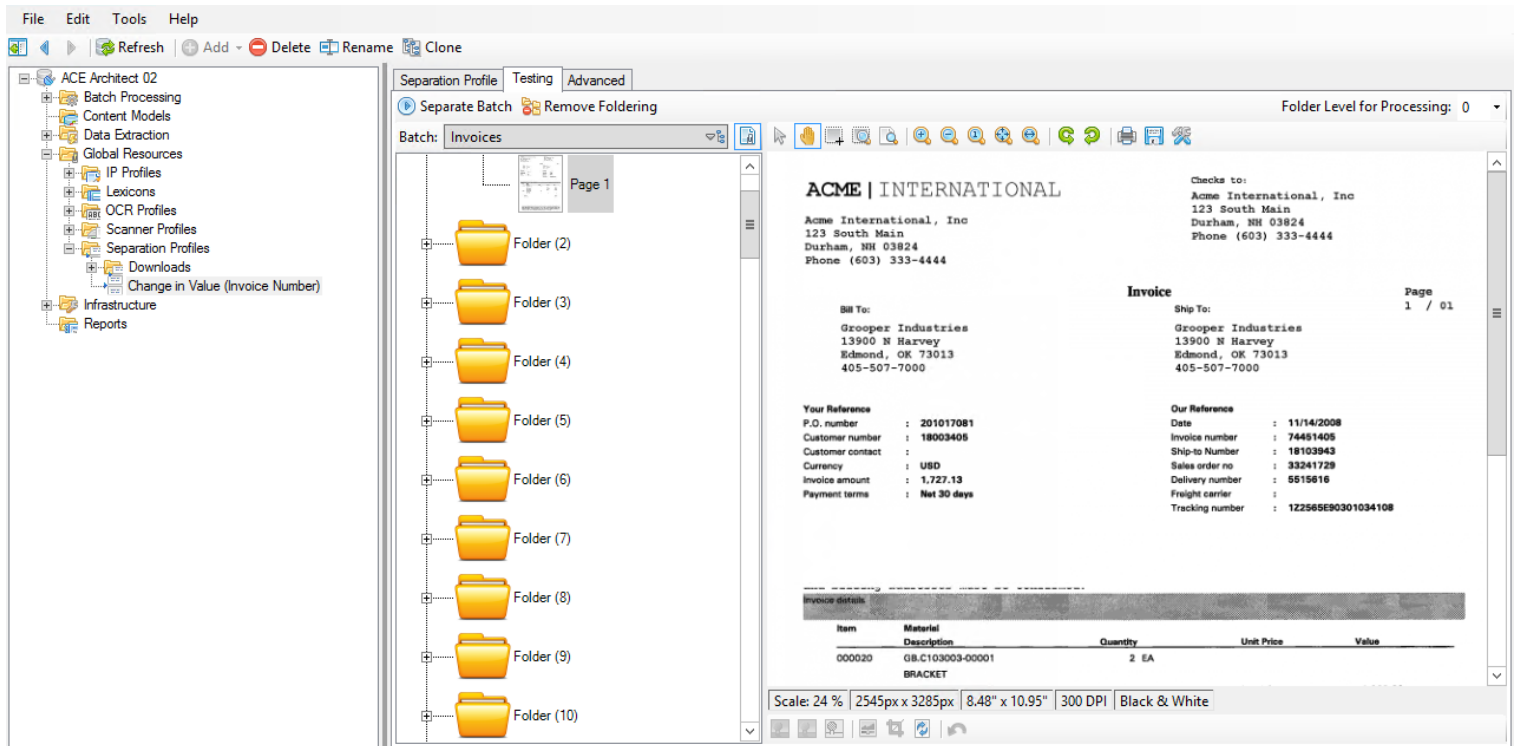 File Edit Tools Help
Refresh Add Delete Rename Clone
ACE Architect 02
Batch Processing
Content Models
Data Extraction
Global Resources
IP Profiles
Lexicons
OCR Profiles
Scanner Profiles
Separation Profiles
Downloads
Change in Value (Invoice Number)
Infrastructure
Reports
Separation Profile Testing Advanced
Separate Batch Remove Foldering Folder Level for Processing: 0
Batch: Invoices
Page 1
Folder (2)
Folder (3)
Folder (4)
Folder (5)
Folder (6)
Folder (7)
Folder (8)
Folder (9)
Folder (10)
ACME | INTERNATIONAL
Acme International, Inc
123 South Main
Durham, NH 03824
Phone (603) 333-4444
Checks to:
Acme International, Inc
123 South Main
Durham, NH 03824
Phone (603) 333-4444
Invoice
Page
1 / 01
Bill To:
Grooper Industries
13900 N Harvey
Edmond, OK 73013
405-507-7000
Ship To:
Grooper Industries
13900 N Harvey
Edmond, OK 73013
405-507-7000
Your Reference
P.O. number : 201017081
Customer number : 18003405
Customer contact :
Currency : USD
Invoice amount : 1,727.13
Payment terms : Net 30 days
Our Reference
Date : 11/14/2008
Invoice number : 74451405
Ship-to Number : 18103943
Sales order no : 33241729
Delivery number : 5515616
Freight carrier :
Tracking number : 1Z2565E90301034108
Invoice details
Item Material
Description Quantity Unit Price Value
000020 GB.C103003-00001 2 EA
BRACKET
Scale: 24 % 2545px x 3285px 8.48" x 10.95" 300 DPI Black & White